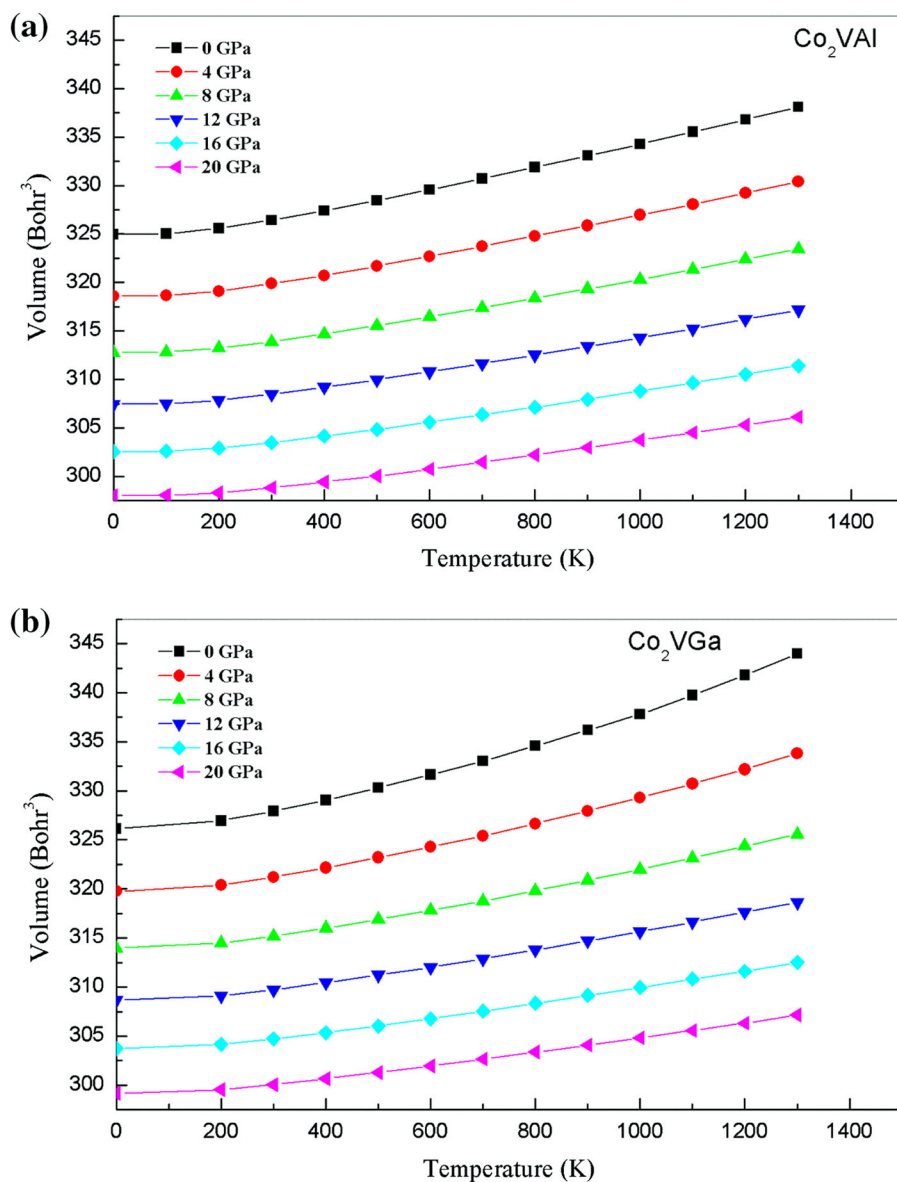 (a)
345
340
335
330
325
320
315
310
305
300
Volume (Bohr³)
0 GPa
4 GPa
8 GPa
12 GPa
16 GPa
20 GPa
Co₂VAl
0 200 400 600 800 1000 1200 1400
Temperature (K)
(b)
345
340
335
330
325
320
315
310
305
300
Volume (Bohr³)
0 GPa
4 GPa
8 GPa
12 GPa
16 GPa
20 GPa
Co₂VGa
0 200 400 600 800 1000 1200 1400
Temperature (K)